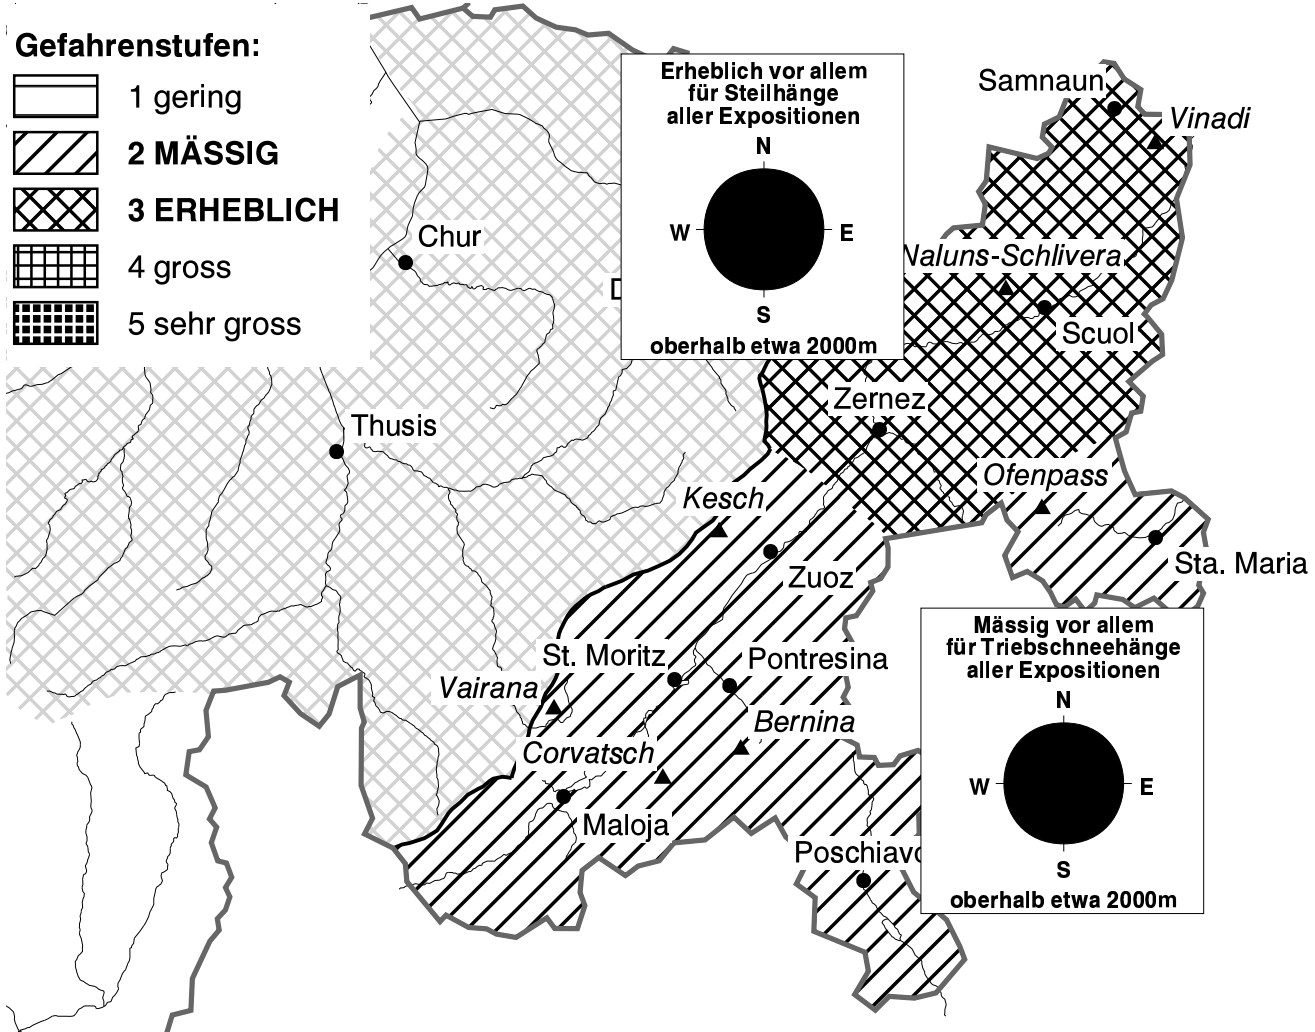 Gefahrenstufen:
1 gering
2 MÄSSIG
3 ERHEBLICH
4 gross
5 sehr gross
Erheblich vor allem
für Steilhänge
aller Expositionen
N
W
E
S
oberhalb etwa 2000m
Samnaun
Vinadi
Chur
Naluns-Schlivera
Scuol
Zernez
Thusis
Ofenpass
Kesch
Zuoz
Sta. Maria
St. Moritz
Pontresina
Vairana
Bernina
Corvatsch
Maloja
Poschiavo
Mässig vor allem
für Triebschneehänge
aller Expositionen
N
W
E
S
oberhalb etwa 2000m